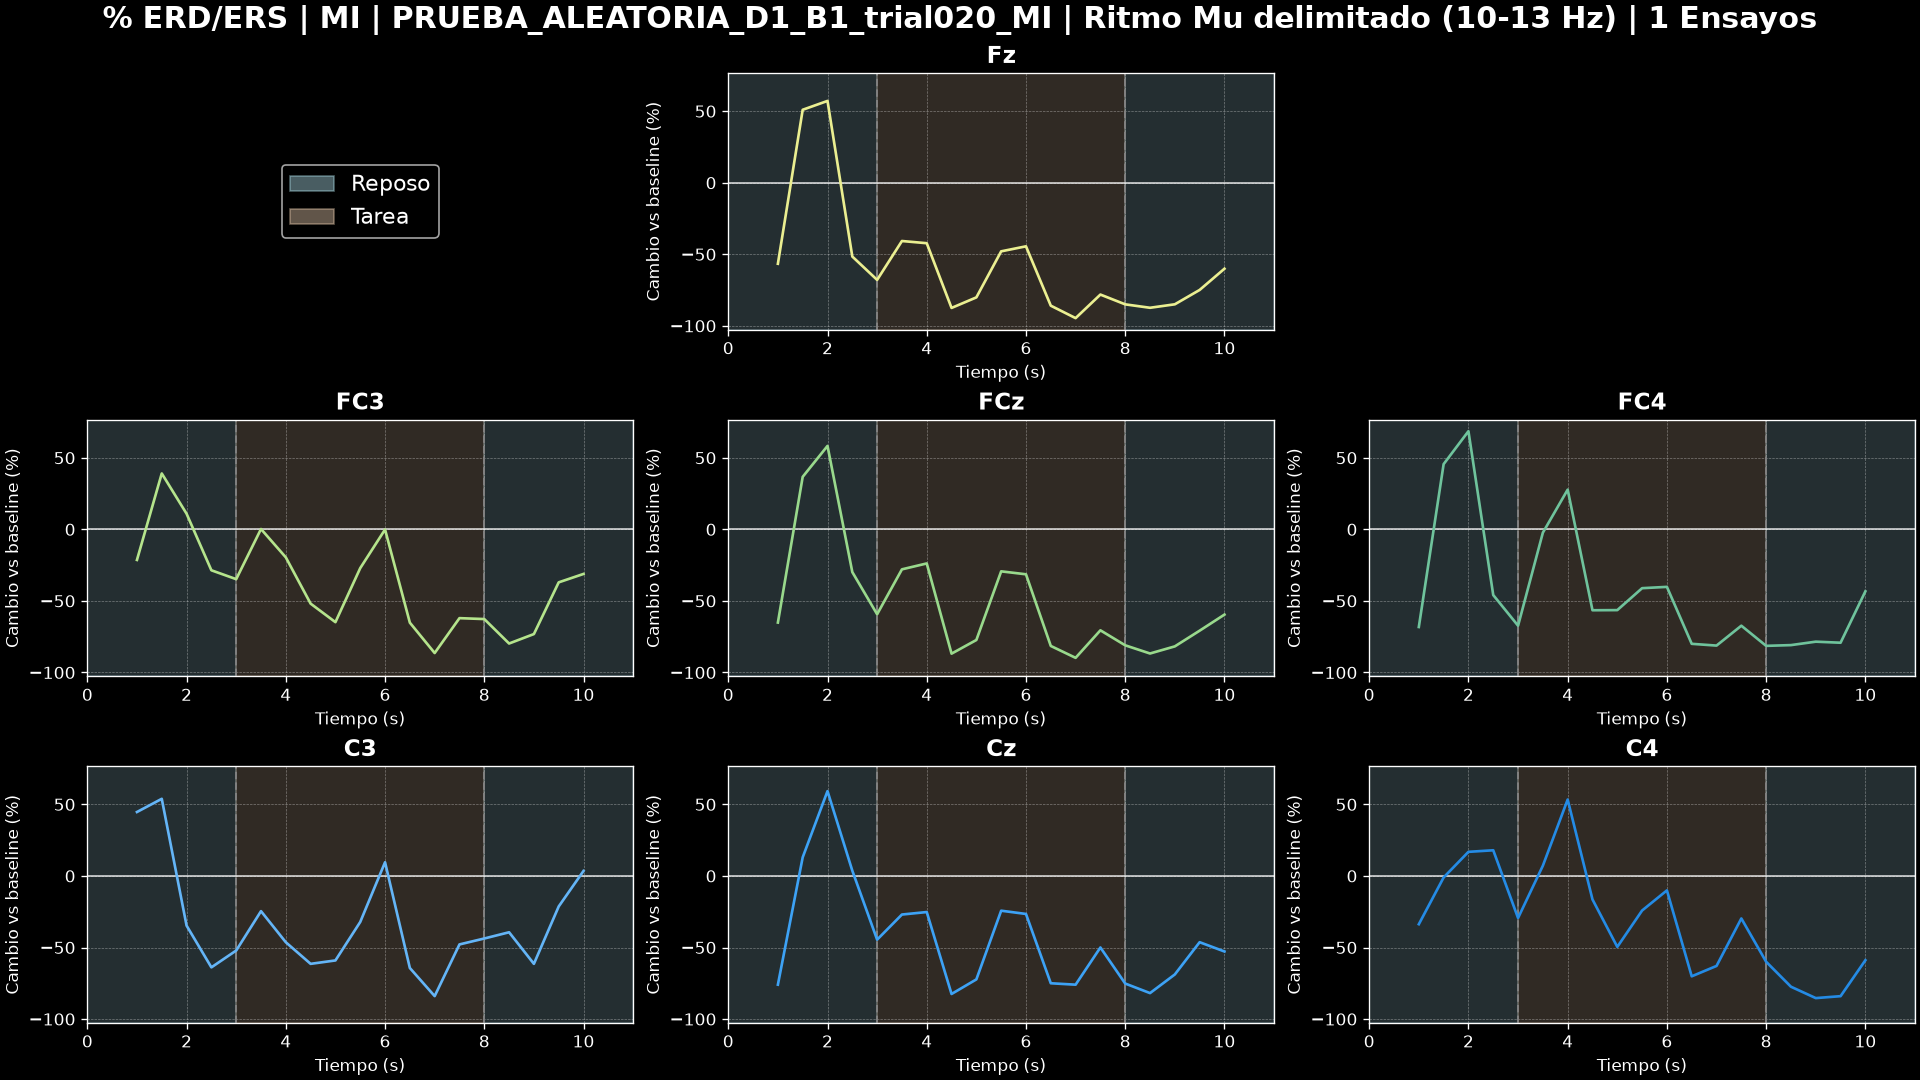 % ERD/ERS | MI | PRUEBA_ALEATORIA_D1_B1_trial020_MI | Ritmo Mu delimitado (10-13 Hz) | 1 Ensayos
Reposo
Tarea
Fz
Cambio vs baseline (%)
50
0
−50
−100
0 2 4 6 8 10
Tiempo (s)
FC3
Cambio vs baseline (%)
50
0
−50
−100
0 2 4 6 8 10
Tiempo (s)
FCz
Cambio vs baseline (%)
50
0
−50
−100
0 2 4 6 8 10
Tiempo (s)
FC4
Cambio vs baseline (%)
50
0
−50
−100
0 2 4 6 8 10
Tiempo (s)
C3
Cambio vs baseline (%)
50
0
−50
−100
0 2 4 6 8 10
Tiempo (s)
Cz
Cambio vs baseline (%)
50
0
−50
−100
0 2 4 6 8 10
Tiempo (s)
C4
Cambio vs baseline (%)
50
0
−50
−100
0 2 4 6 8 10
Tiempo (s)